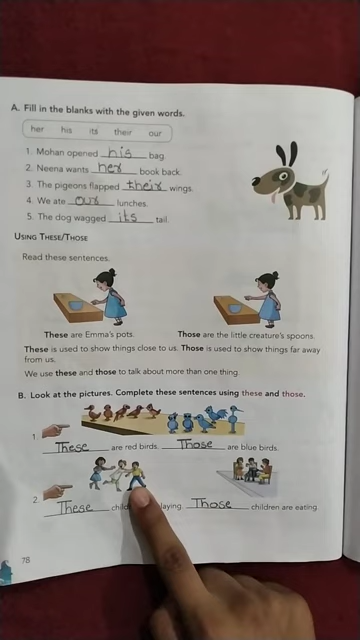 A. Fill in the blanks with the given words.
her his its their our
1. Mohan opened his bag
2. Neena wants her book back.
3. The pigeons flapped their wings.
4. We ate our lunches.
5. The dog wagged its tail.
USING THESE/THOSE
Read these sentences.
These are Emma's pots. Those are the little creature's spoons.
These is used to show things close to us. Those is used to show things far away
from us.
We use these and those to talk about more than one thing.
B. Look at the pictures. Complete these sentences using these and those.
1. These are red birds. Those are blue birds.
2. These laying. Those children are eating.
78